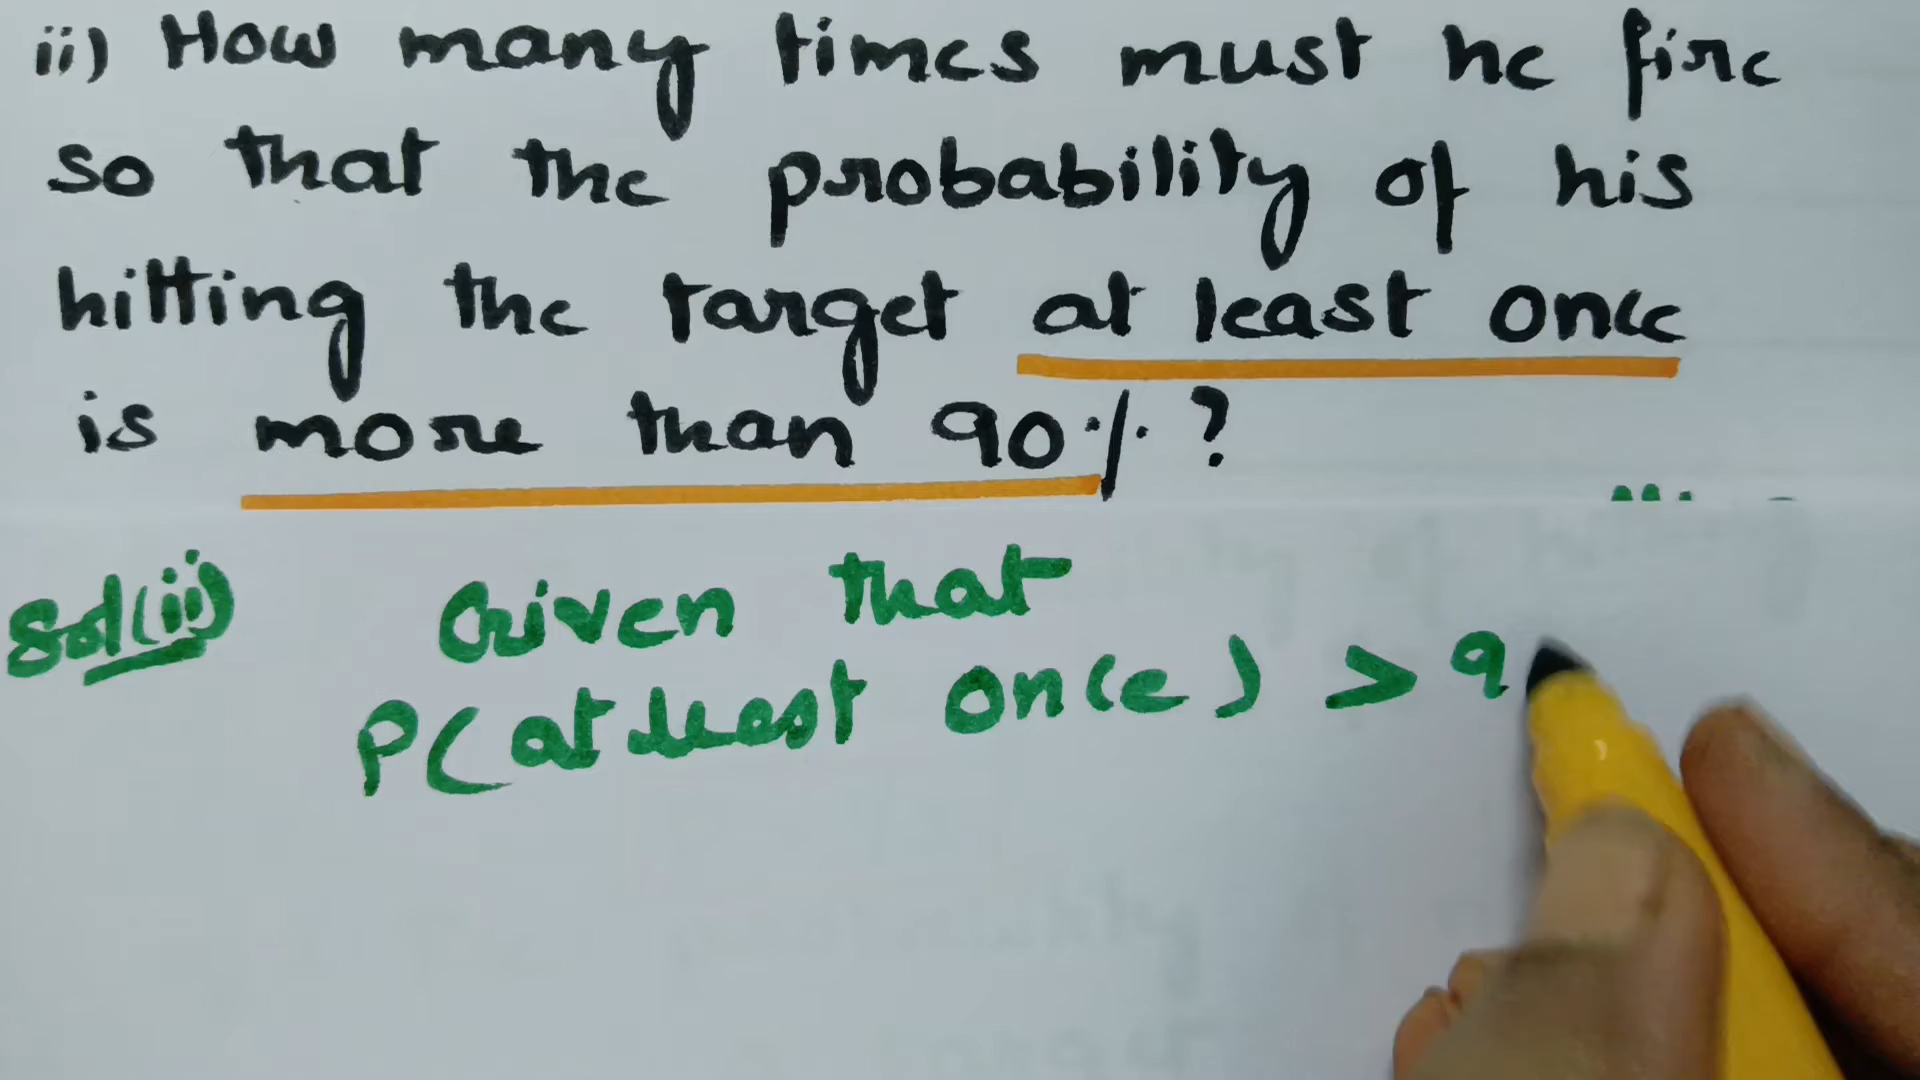 ii) How many times must he fire
so that the probability of his
hitting the target at least once
is more than 90%?
Sol(ii) Given that
P(at least once) > 9